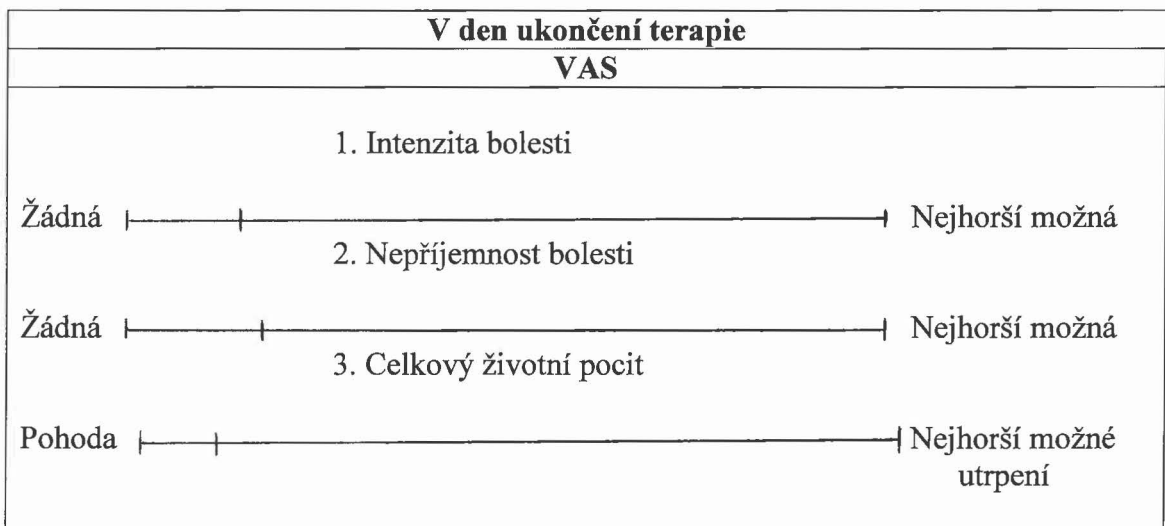 V den ukončení terapie
VAS
1. Intenzita bolesti
Žádná Nejhorší možná
2. Nepříjemnost bolesti
Žádná Nejhorší možná
3. Celkový životní pocit
Pohoda Nejhorší možné
utrpení